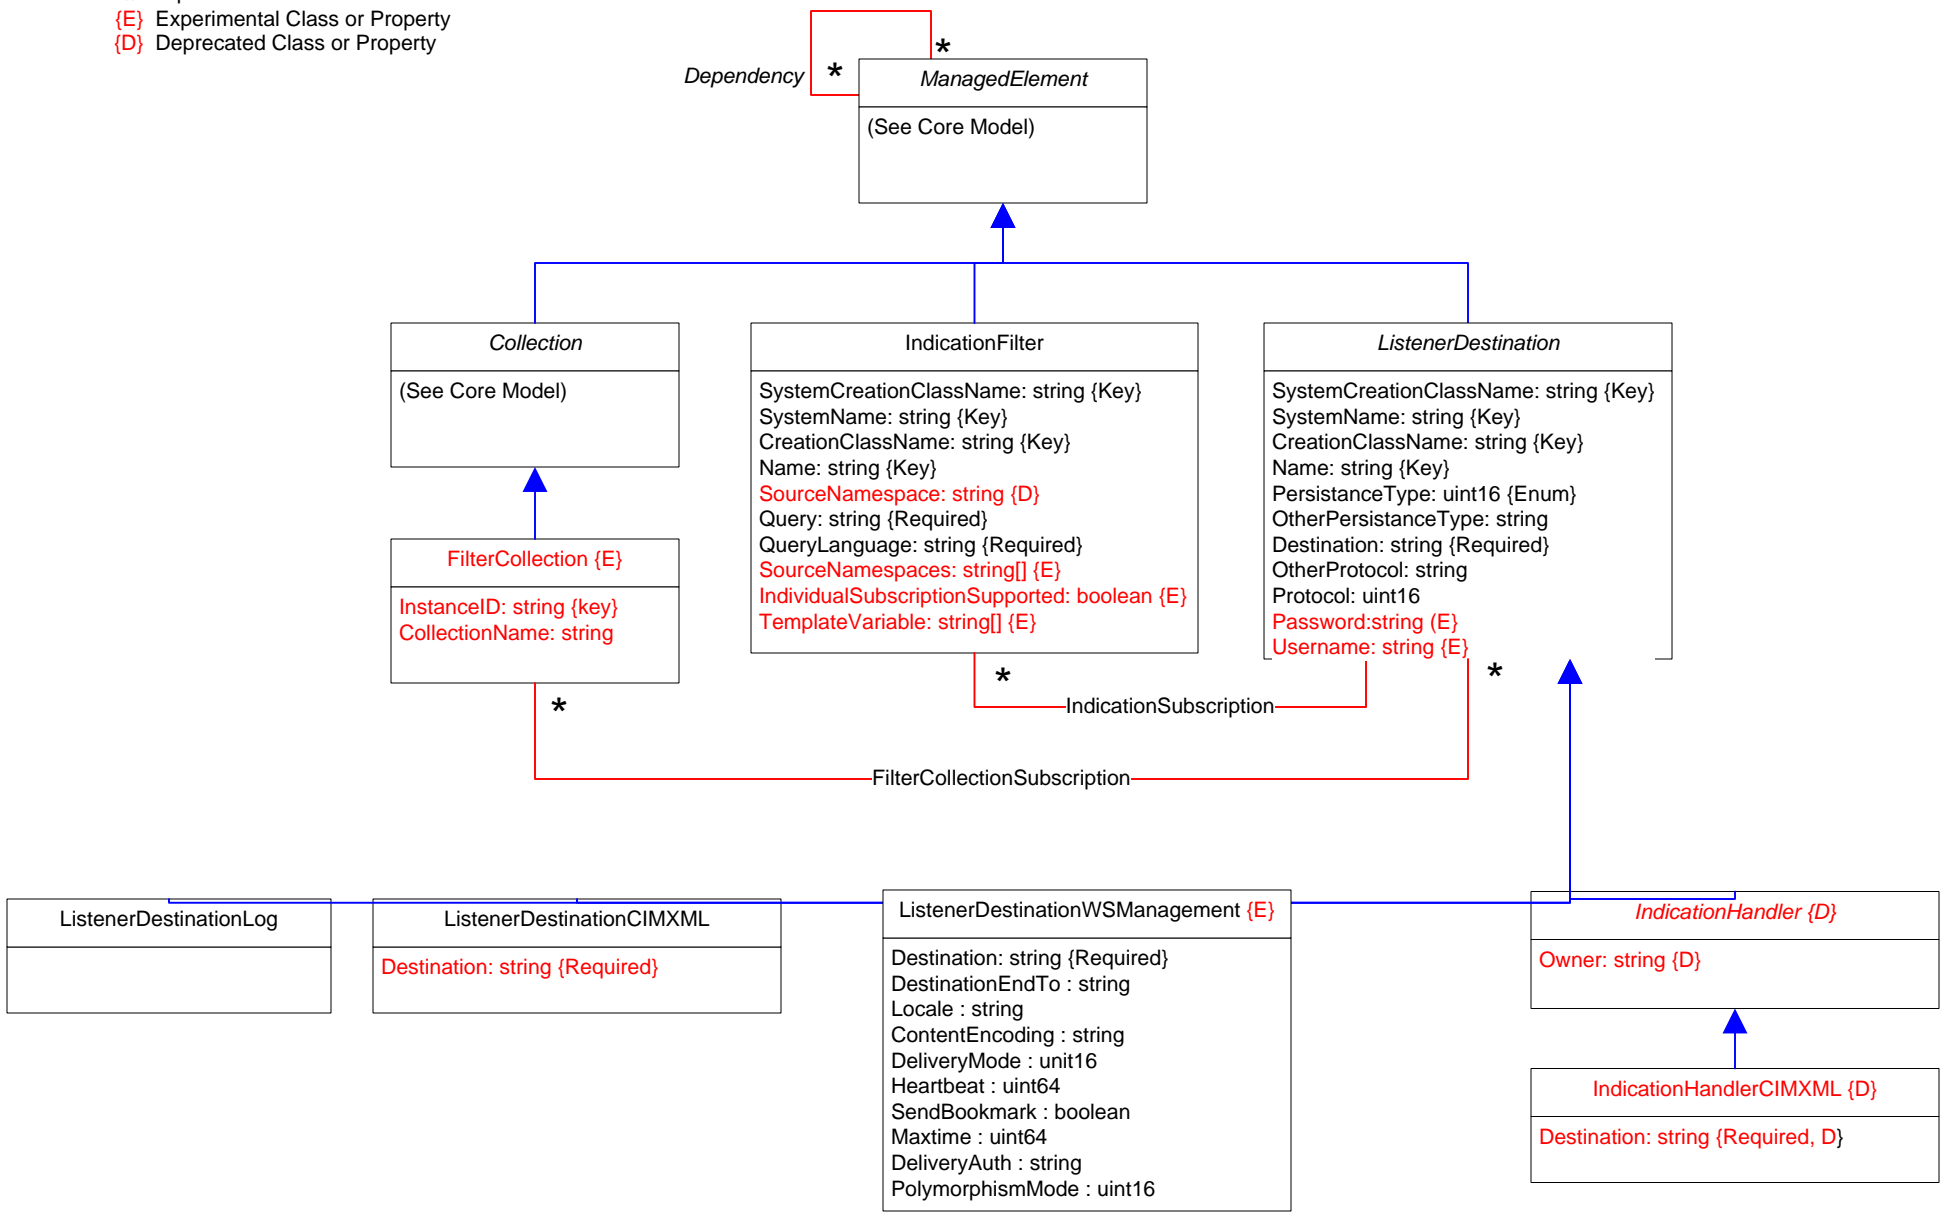 {E} Experimental Class or Property
{D} Deprecated Class or Property
*
Dependency * ManagedElement
(See Core Model)
Collection
(See Core Model)
IndicationFilter
SystemCreationClassName: string {Key}
SystemName: string {Key}
CreationClassName: string {Key}
Name: string {Key}
SourceNamespace: string {D}
Query: string {Required}
QueryLanguage: string {Required}
SourceNamespaces: string[] {E}
IndividualSubscriptionSupported: boolean {E}
TemplateVariable: string[] {E}
ListenerDestination
SystemCreationClassName: string {Key}
SystemName: string {Key}
CreationClassName: string {Key}
Name: string {Key}
PersistanceType: uint16 {Enum}
OtherPersistanceType: string
Destination: string {Required}
OtherProtocol: string
Protocol: uint16
Password:string (E}
Username: string {E}
FilterCollection {E}
InstanceID: string {key}
CollectionName: string
* *
*
IndicationSubscription
FilterCollectionSubscription
ListenerDestinationLog
ListenerDestinationCIMXML
Destination: string {Required}
ListenerDestinationWSManagement {E}
Destination: string {Required}
DestinationEndTo : string
Locale : string
ContentEncoding : string
DeliveryMode : unit16
Heartbeat : uint64
SendBookmark : boolean
Maxtime : uint64
DeliveryAuth : string
PolymorphismMode : uint16
IndicationHandler {D}
Owner: string {D}
IndicationHandlerCIMXML {D}
Destination: string {Required, D}